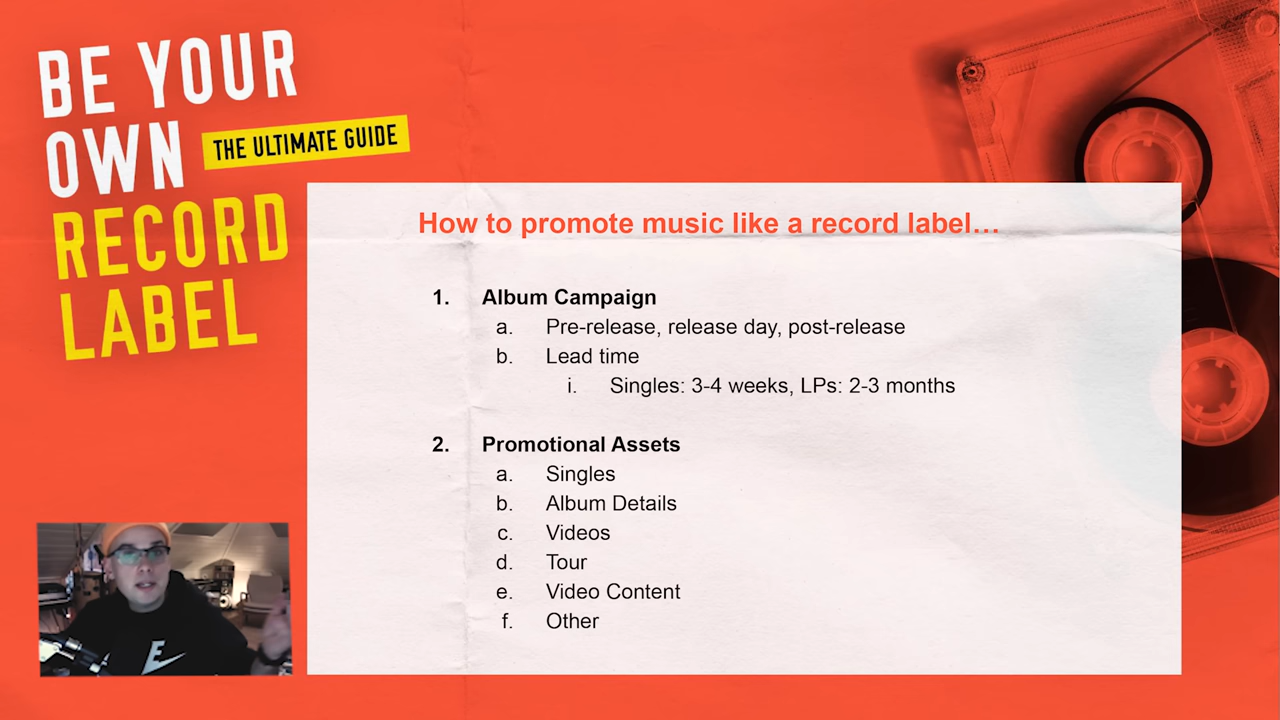 BE YOUR
OWN
THE ULTIMATE GUIDE
RECORD
LABEL
How to promote music like a record label…
1. Album Campaign
a. Pre-release, release day, post-release
b. Lead time
i. Singles: 3-4 weeks, LPs: 2-3 months
2. Promotional Assets
a. Singles
b. Album Details
c. Videos
d. Tour
e. Video Content
f. Other
E